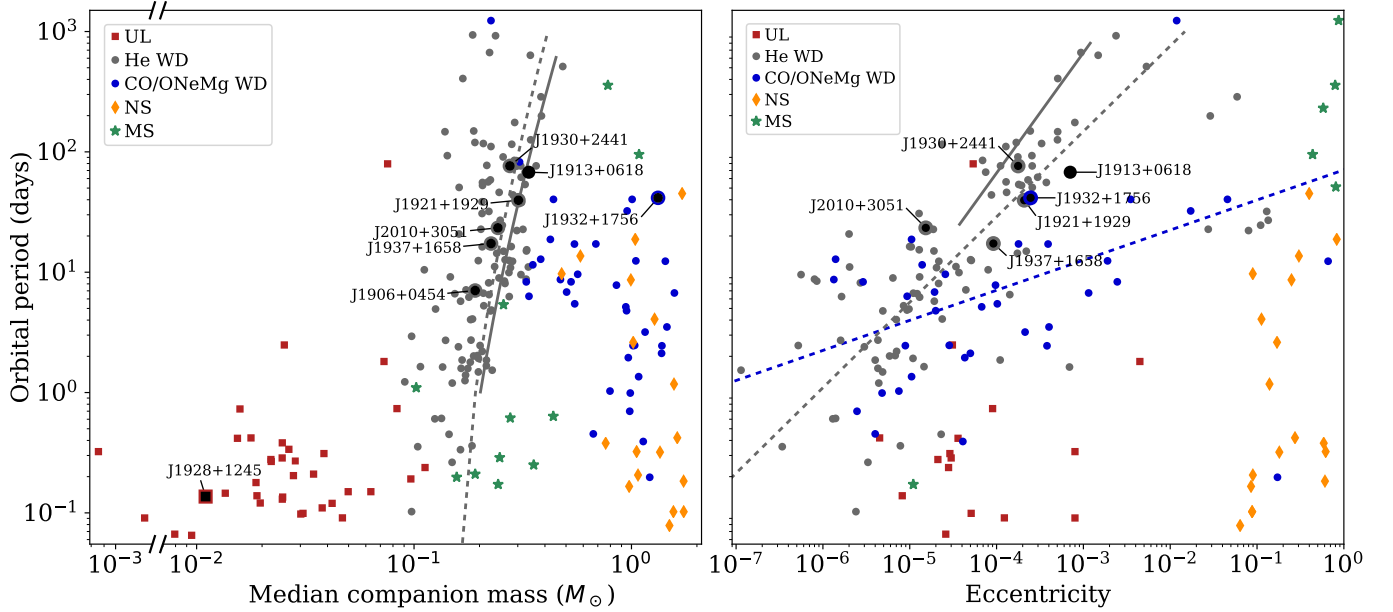 Orbital period (days)
10³
10²
10¹
10⁰
10⁻¹
UL
He WD
CO/ONeMg WD
NS
MS
J1930+2441
J1913+0618
J1921+1929
J1932+1756
J2010+3051
J1937+1658
J1906+0454
J1928+1245
10⁻³
10⁻²
10⁻¹
10⁰
Median companion mass (M⊙)
UL
He WD
CO/ONeMg WD
NS
MS
J1930+2441
J1913+0618
J1932+1756
J2010+3051
J1921+1929
J1937+1658
10⁻⁷
10⁻⁶
10⁻⁵
10⁻⁴
10⁻³
10⁻²
10⁻¹
10⁰
Eccentricity